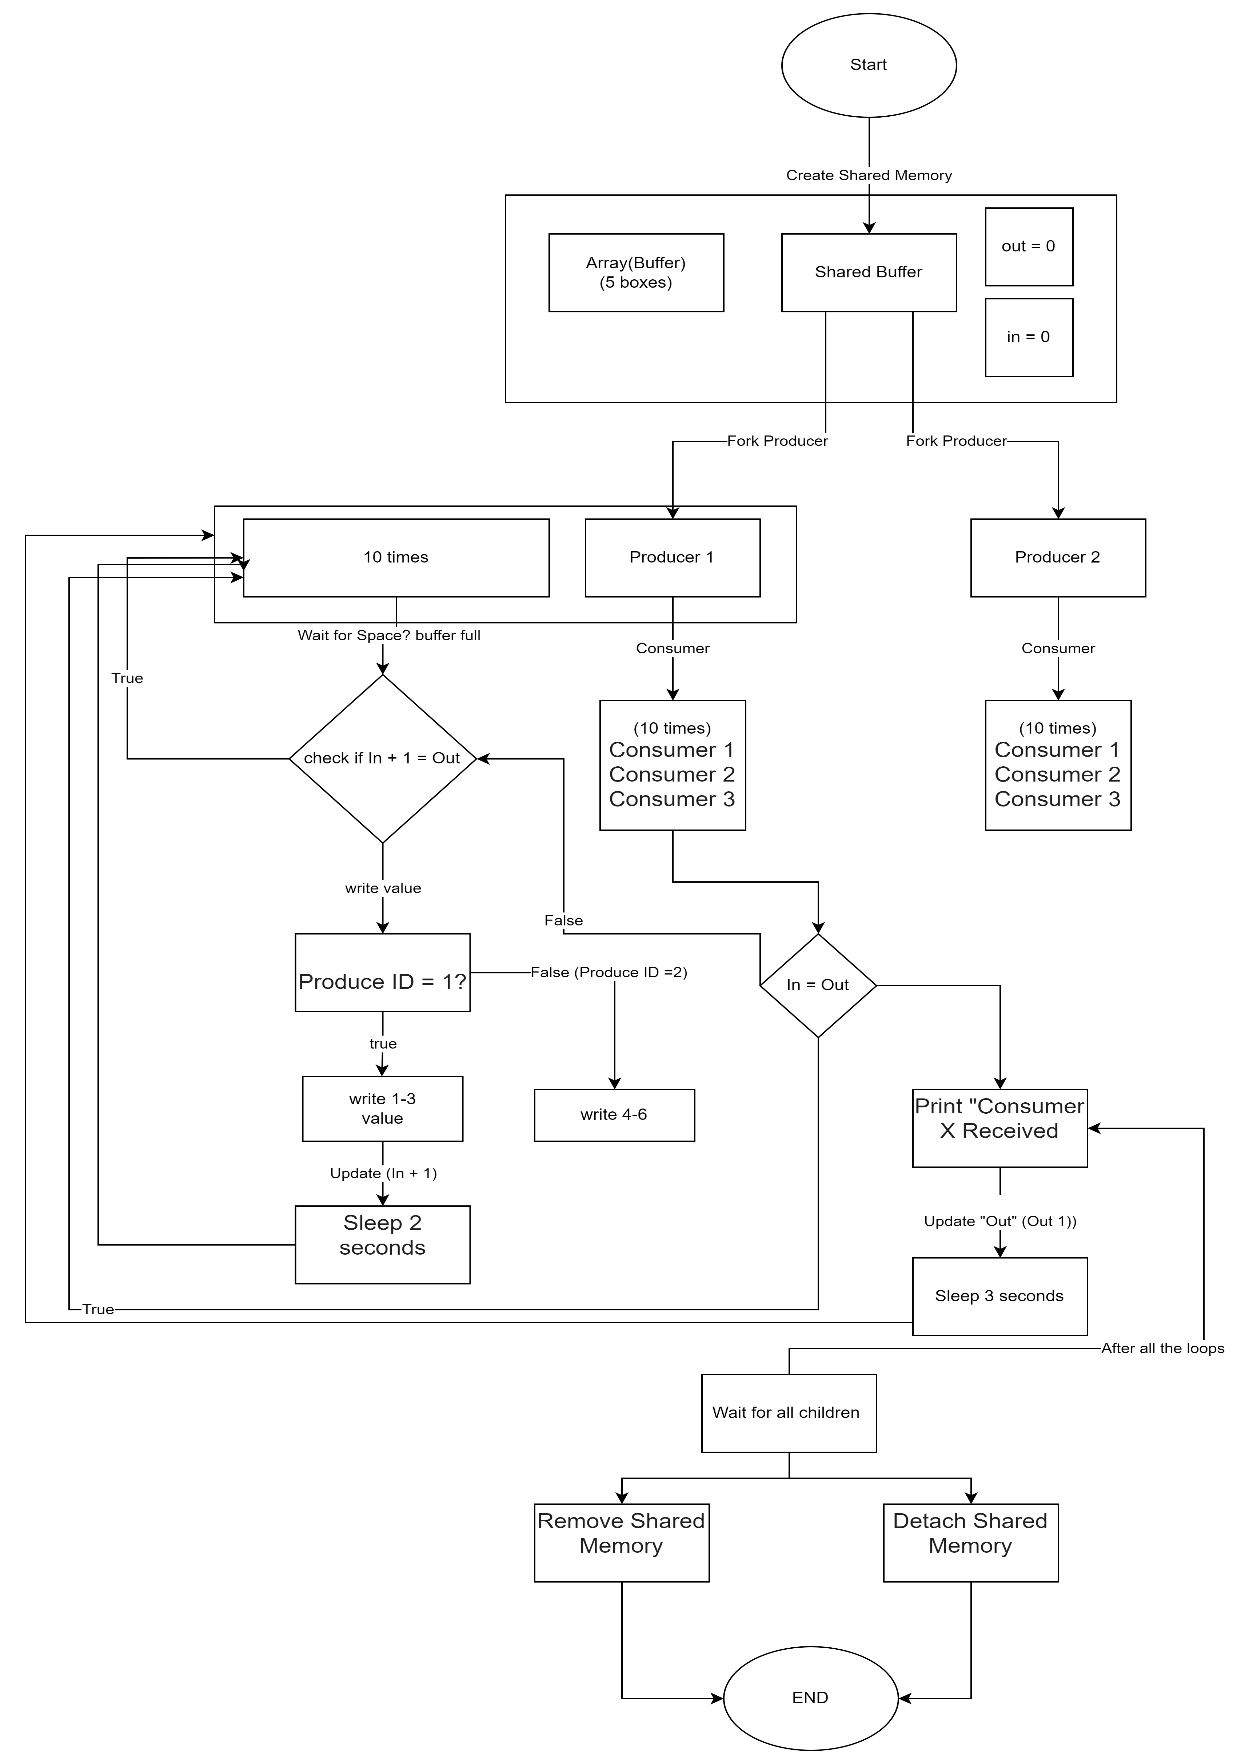 Start
Create Shared Memory
Array(Buffer)
(5 boxes)
Shared Buffer
out = 0
in = 0
Fork Producer
Fork Producer
10 times
Producer 1
Producer 2
Wait for Space? buffer full
Consumer
Consumer
True
(10 times)
Consumer 1
Consumer 2
Consumer 3
(10 times)
Consumer 1
Consumer 2
Consumer 3
check if In + 1 = Out
write value
False
Produce ID = 1?
False (Produce ID =2)
In = Out
true
write 1-3
value
write 4-6
Print "Consumer
X Received
Update (In + 1)
Update "Out" (Out 1))
Sleep 2
seconds
Sleep 3 seconds
True
After all the loops
Wait for all children
Remove Shared
Memory
Detach Shared
Memory
END